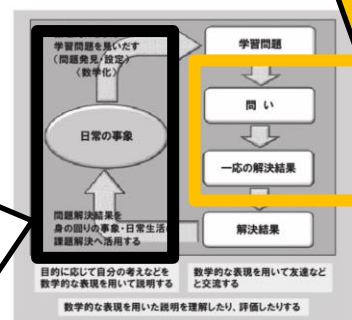 学習問題を見いだす
(問題発見・設定)
(数学化)
学習問題
問い
日常の事象
一応の解決結果
問題解決結果を
身の回りの事象・日常生活の
課題解決へ活用する
解決結果
目的に応じて自分の考えなどを
数学的な表現を用いて説明する
数学的な表現を用いて友達など
と交流する
数学的な表現を用いた説明を理解したり、評価したりする